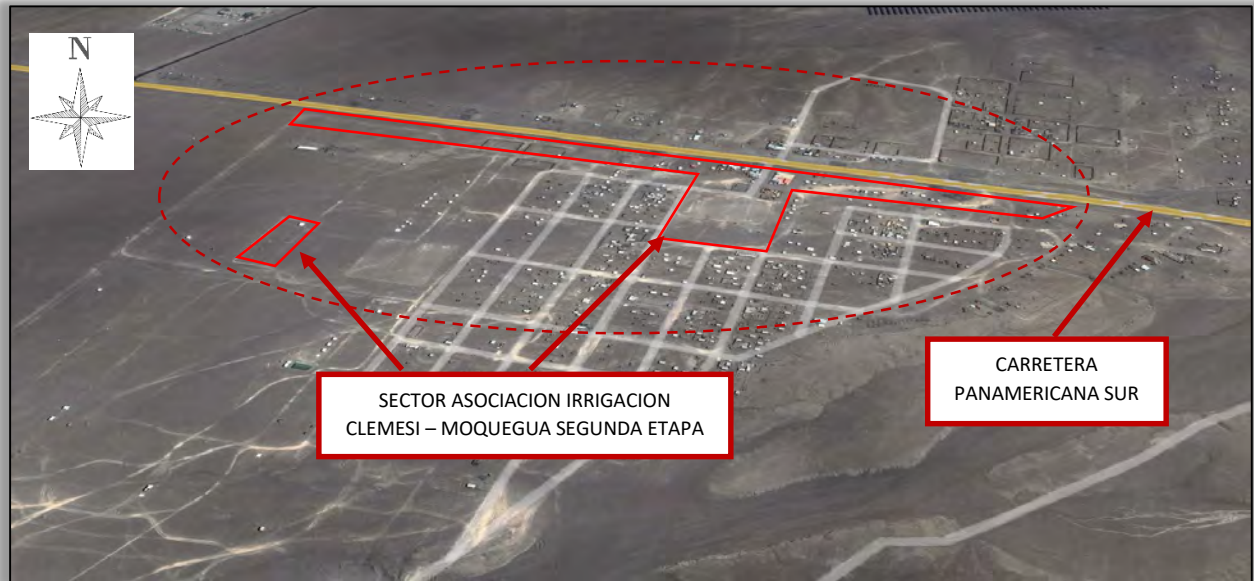 N
SECTOR ASOCIACION IRRIGACION
CLEMESI – MOQUEGUA SEGUNDA ETAPA
CARRETERA
PANAMERICANA SUR